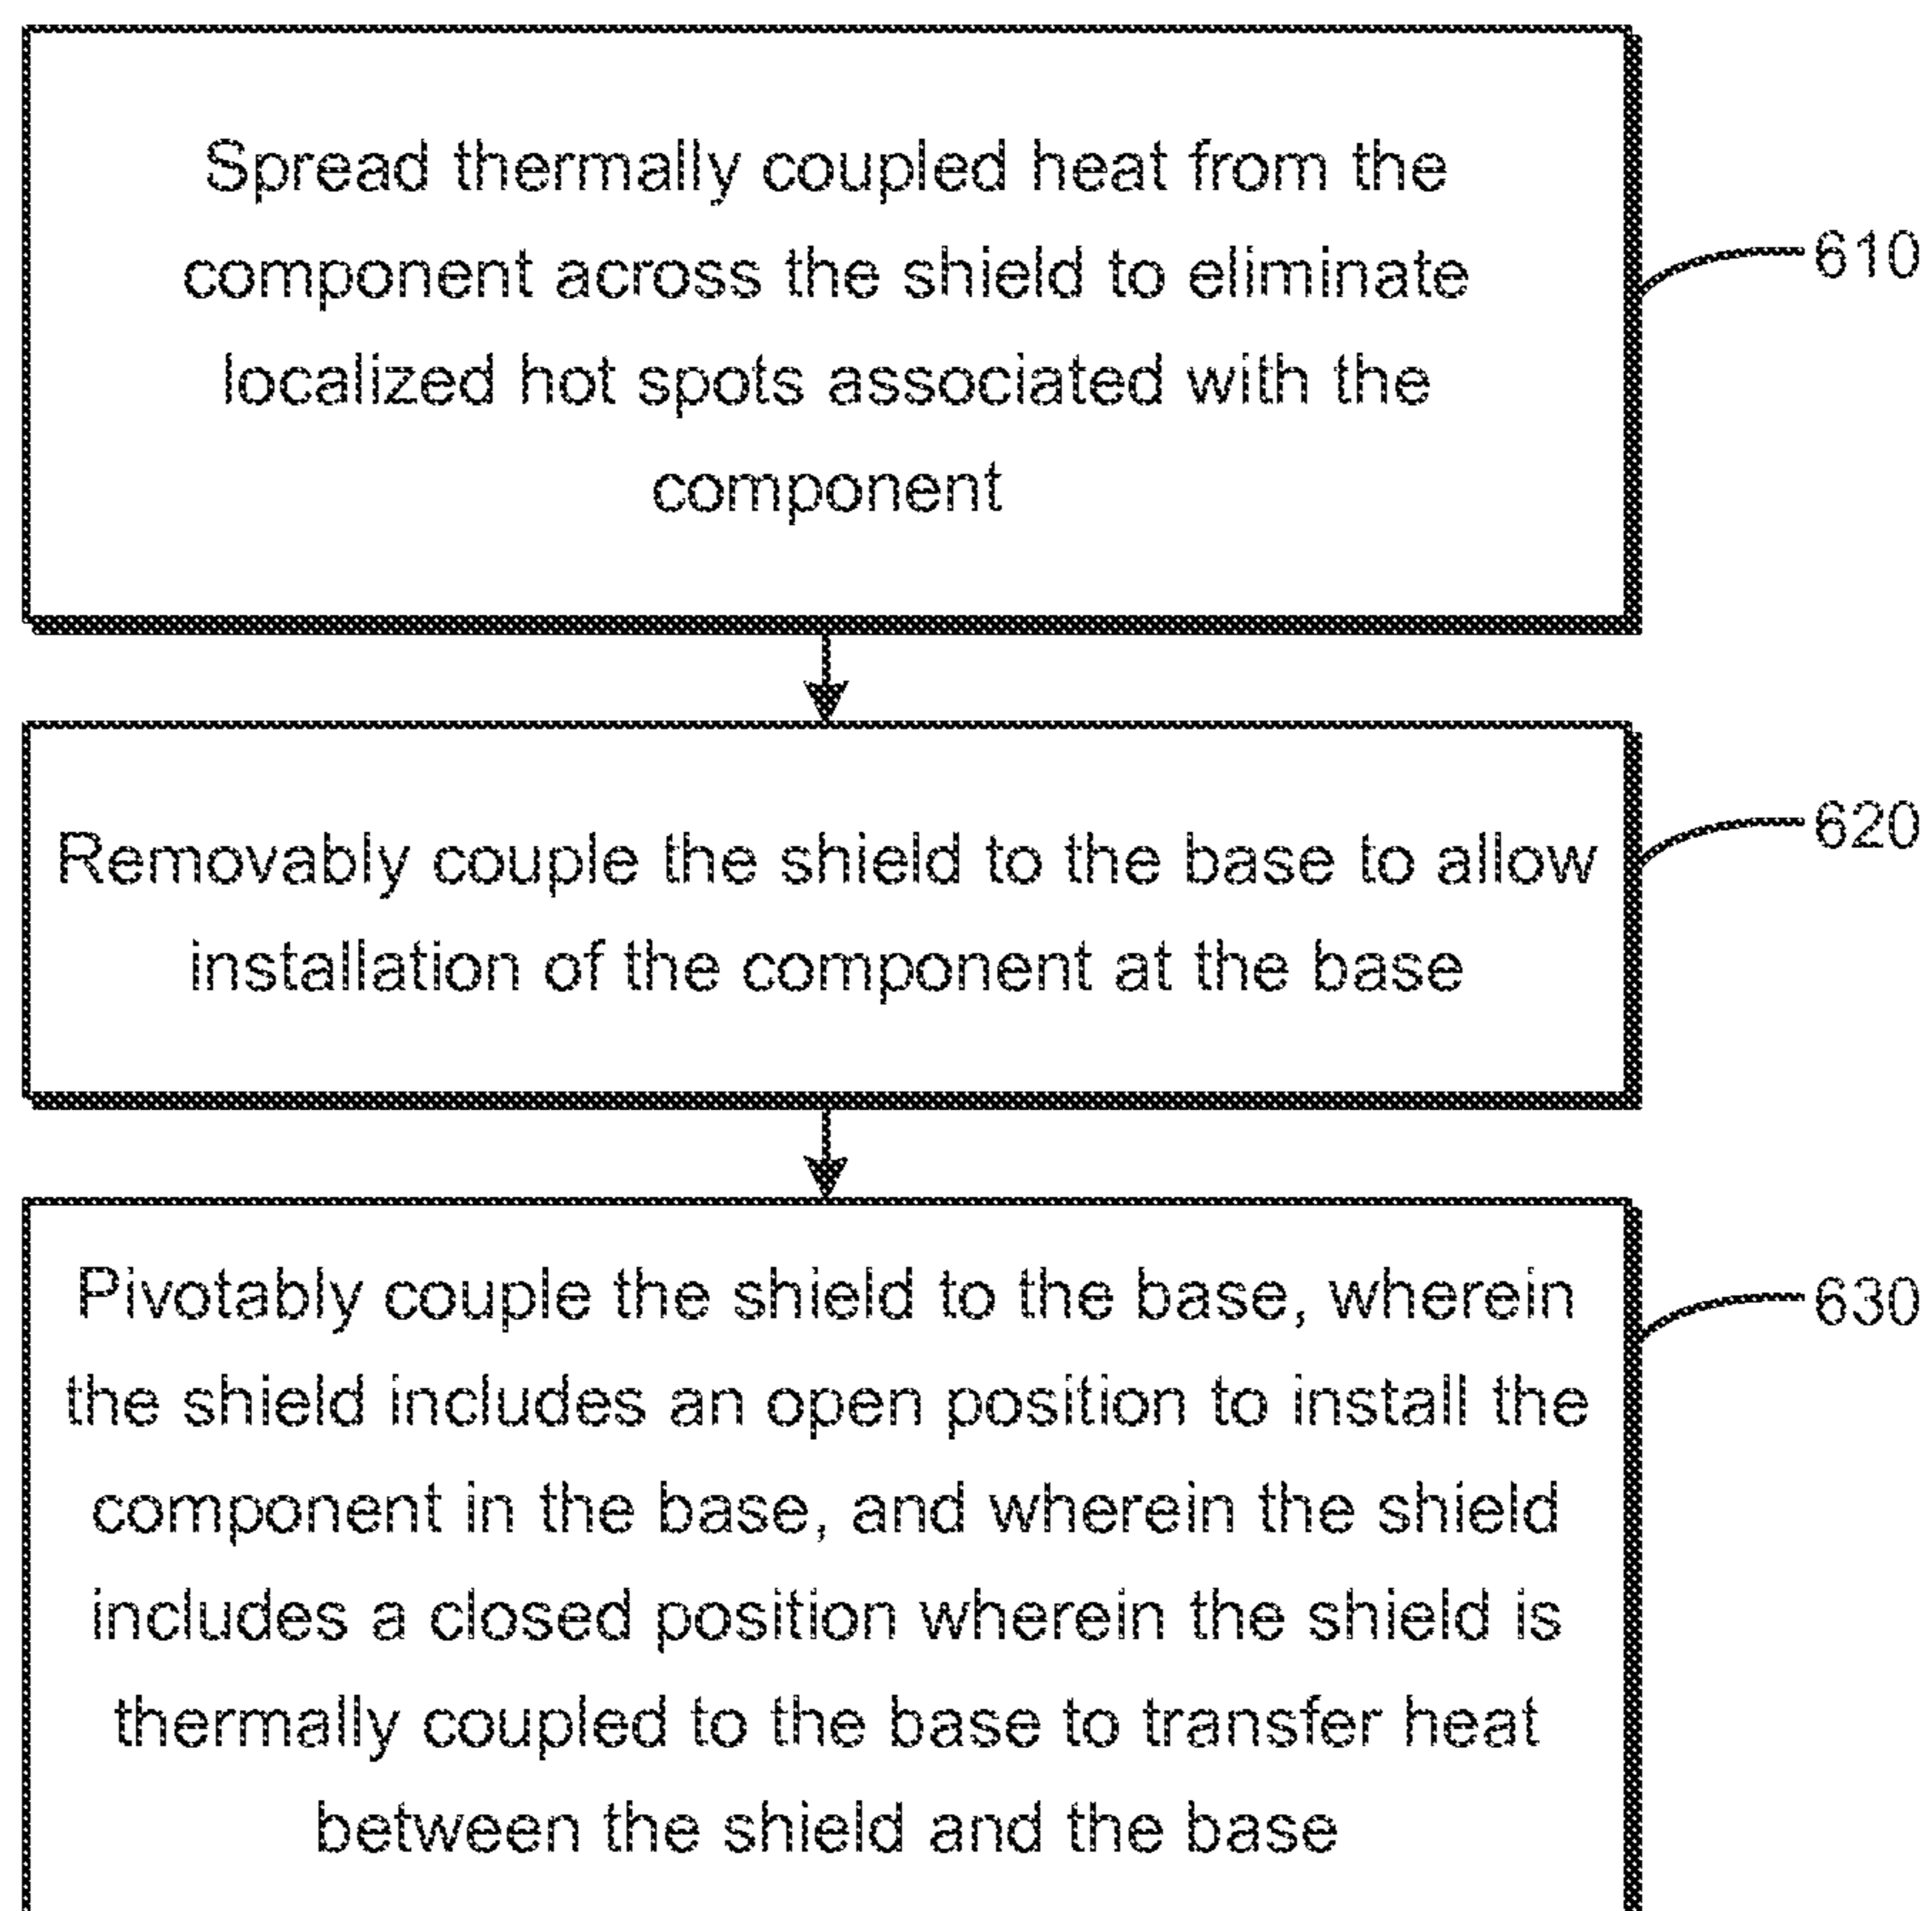 Spread thermally coupled heat from the
component across the shield to eliminate
localized hot spots associated with the
component
610
Removably couple the shield to the base to allow
installation of the component at the base
620
Pivotably couple the shield to the base, wherein
the shield includes an open position to install the
component in the base, and wherein the shield
includes a closed position wherein the shield is
thermally coupled to the base to transfer heat
between the shield and the base
630